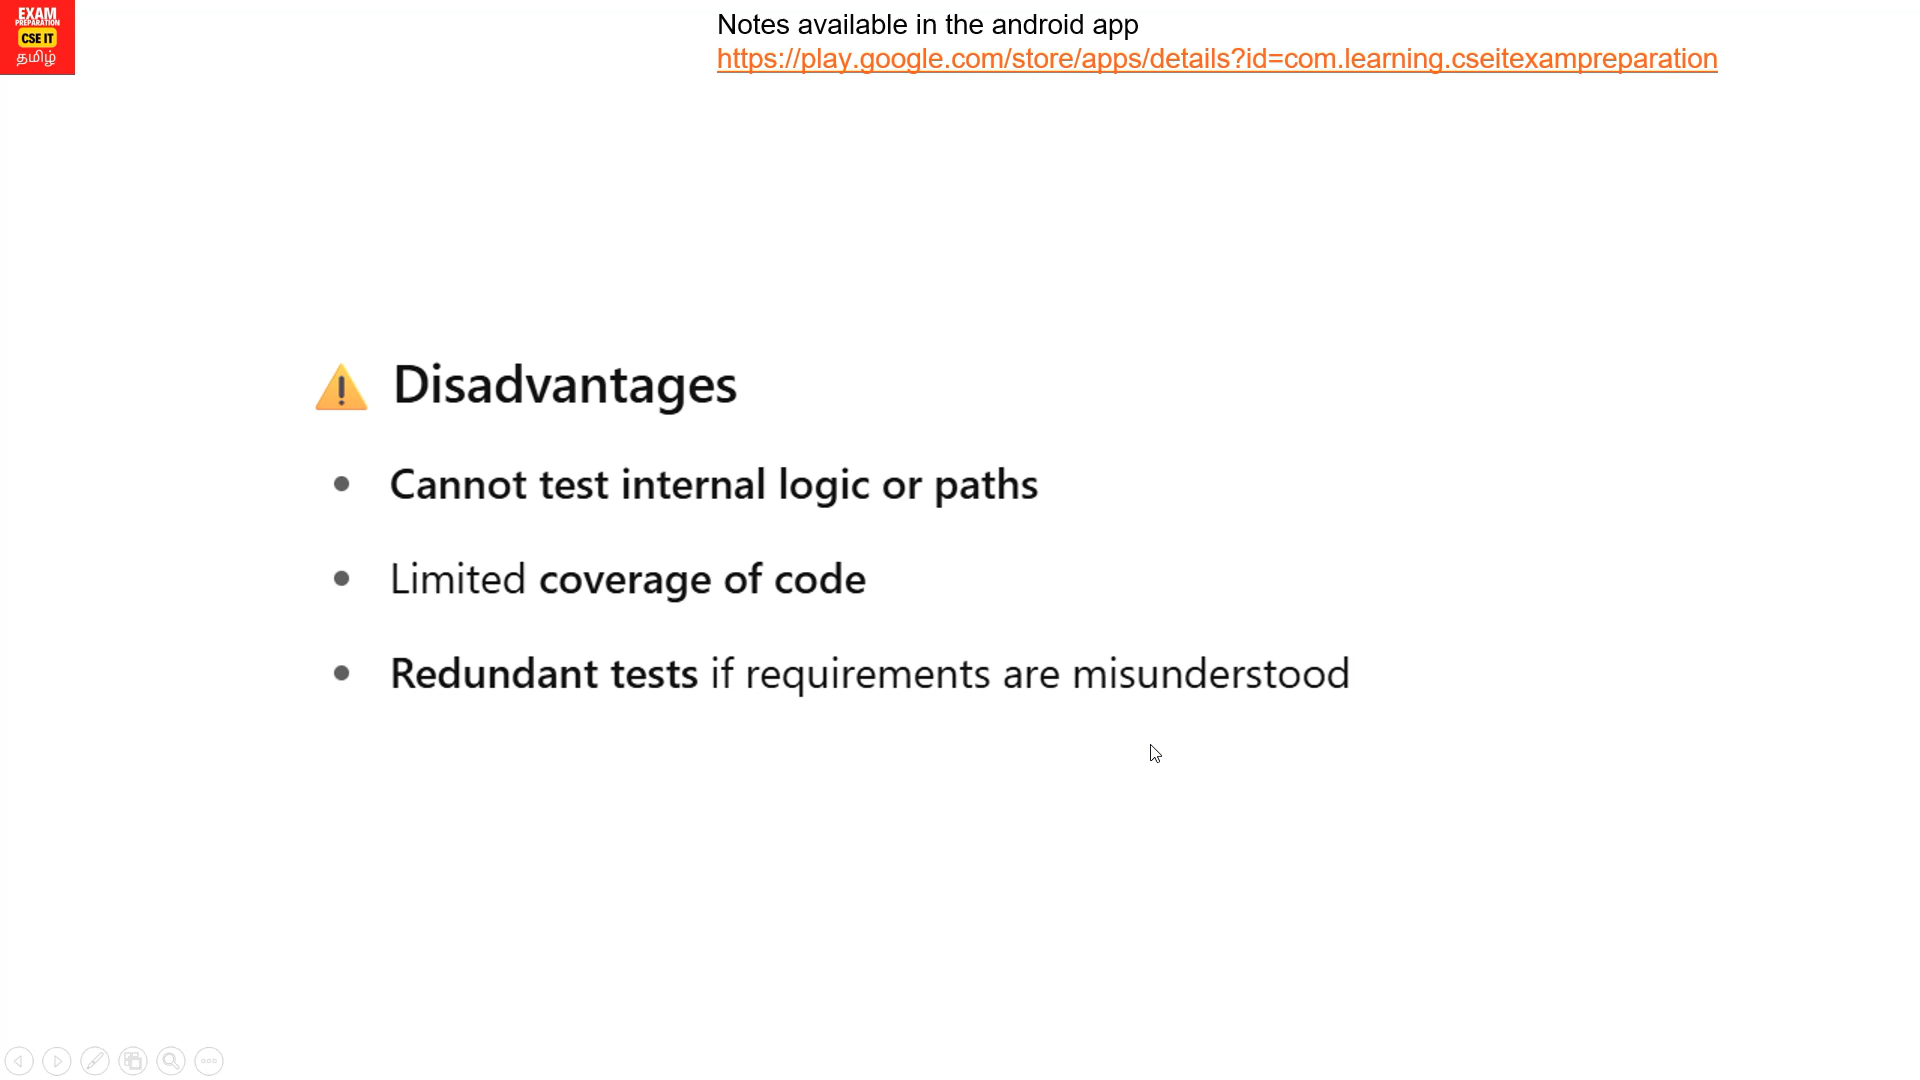 EXAM
PREPARATION
CSE IT
தமிழ்
Notes available in the android app
https://play.google.com/store/apps/details?id=com.learning.cseitexampreparation
Disadvantages
Cannot test internal logic or paths
Limited coverage of code
Redundant tests if requirements are misunderstood